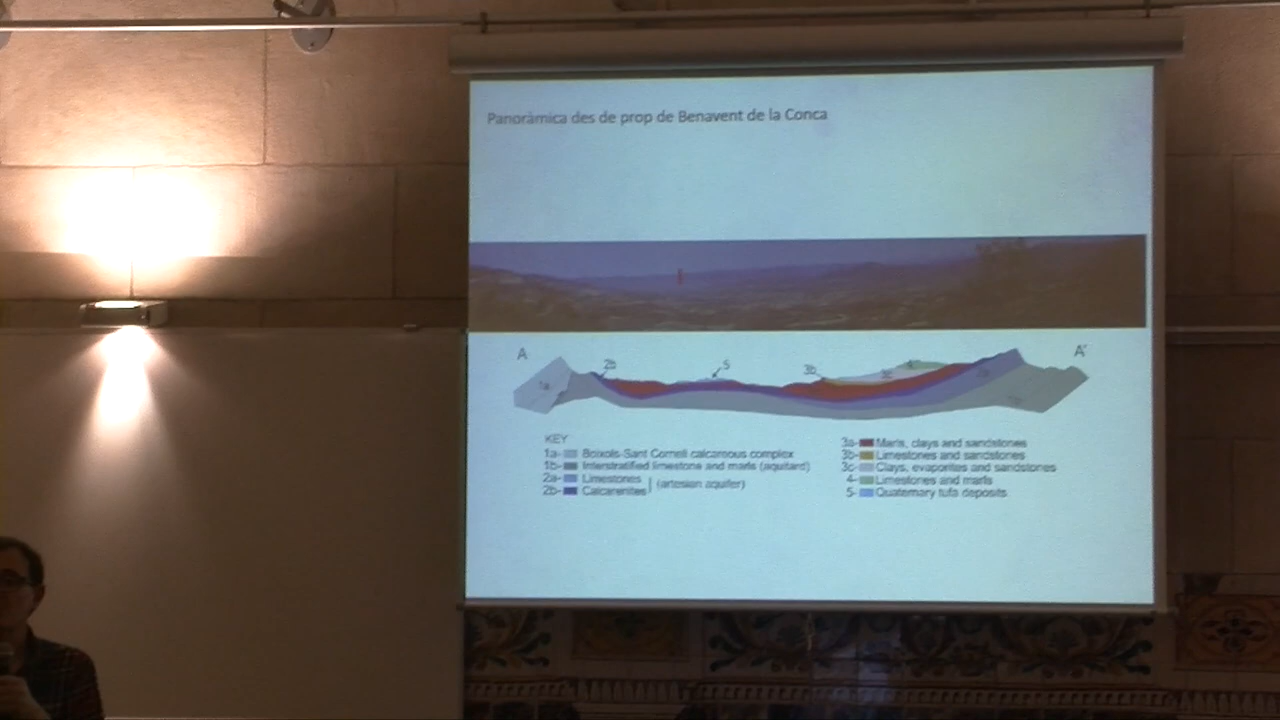 Panoràmica des de prop de Benavent de la Conca
A
A'
2b
5
3b
1a
KEY
1a- Boixols-Sant Corneli calcareous complex
1b- Interstratified limestone and marls (aquitard)
2a- Limestones
2b- Calcarenites
(artesian aquifer)
3a- Marls, clays and sandstones
3b- Limestones and sandstones
3c- Clays, evaporites and sandstones
4- Limestones and marls
5- Quaternary tufa deposits